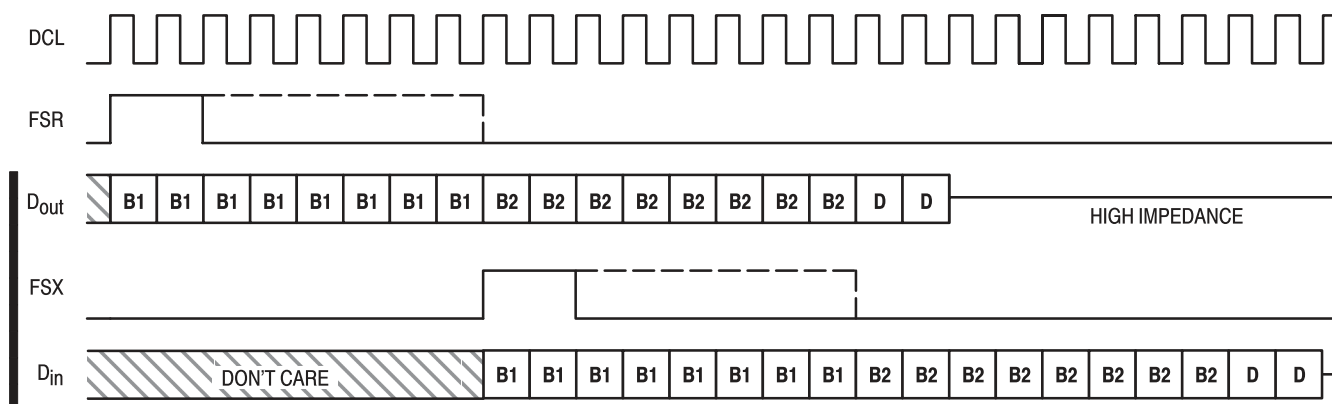 DCL
FSR
Dout B1 B1 B1 B1 B1 B1 B1 B1 B2 B2 B2 B2 B2 B2 B2 B2 D D
HIGH IMPEDANCE
FSX
Din DON'T CARE B1 B1 B1 B1 B1 B1 B1 B1 B2 B2 B2 B2 B2 B2 B2 B2 D D